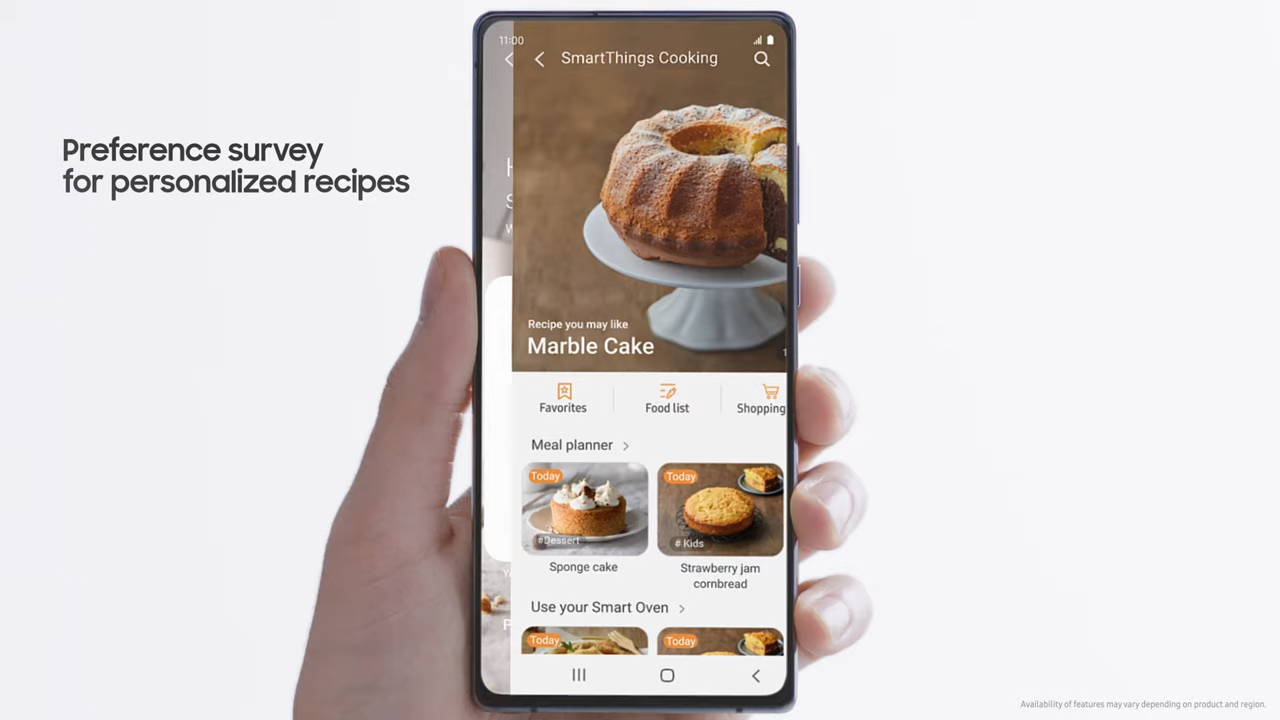 Preference survey
for personalized recipes
11:00
SmartThings Cooking
Recipe you may like
Marble Cake
Favorites
Food list
Shopping
Meal planner
Today
Today
#Dessert
# Kids
Sponge cake
Strawberry jam
cornbread
Use your Smart Oven
Today
Today
Availability of features may vary depending on product and region.